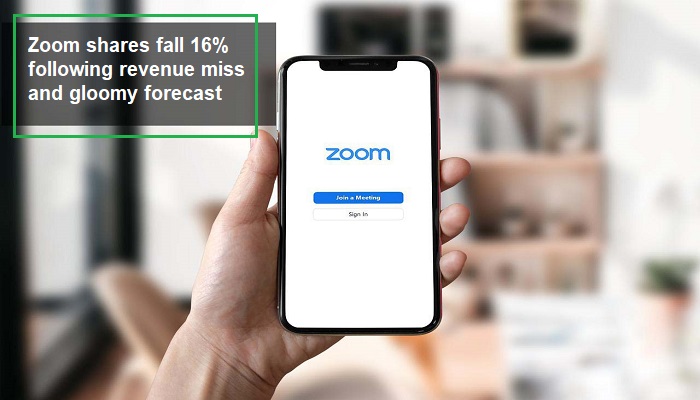 Zoom shares fall 16%
following revenue miss
and gloomy forecast
zoom
Join a Meeting
Sign In